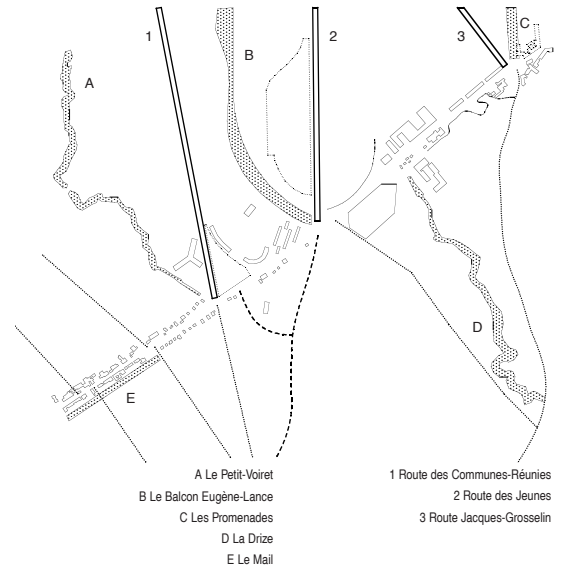 1
2
3
C
B
A
D
E
A Le Petit-Voiret
B Le Balcon Eugène-Lance
C Les Promenades
D La Drize
E Le Mail
1 Route des Communes-Réunies
2 Route des Jeunes
3 Route Jacques-Grosselin